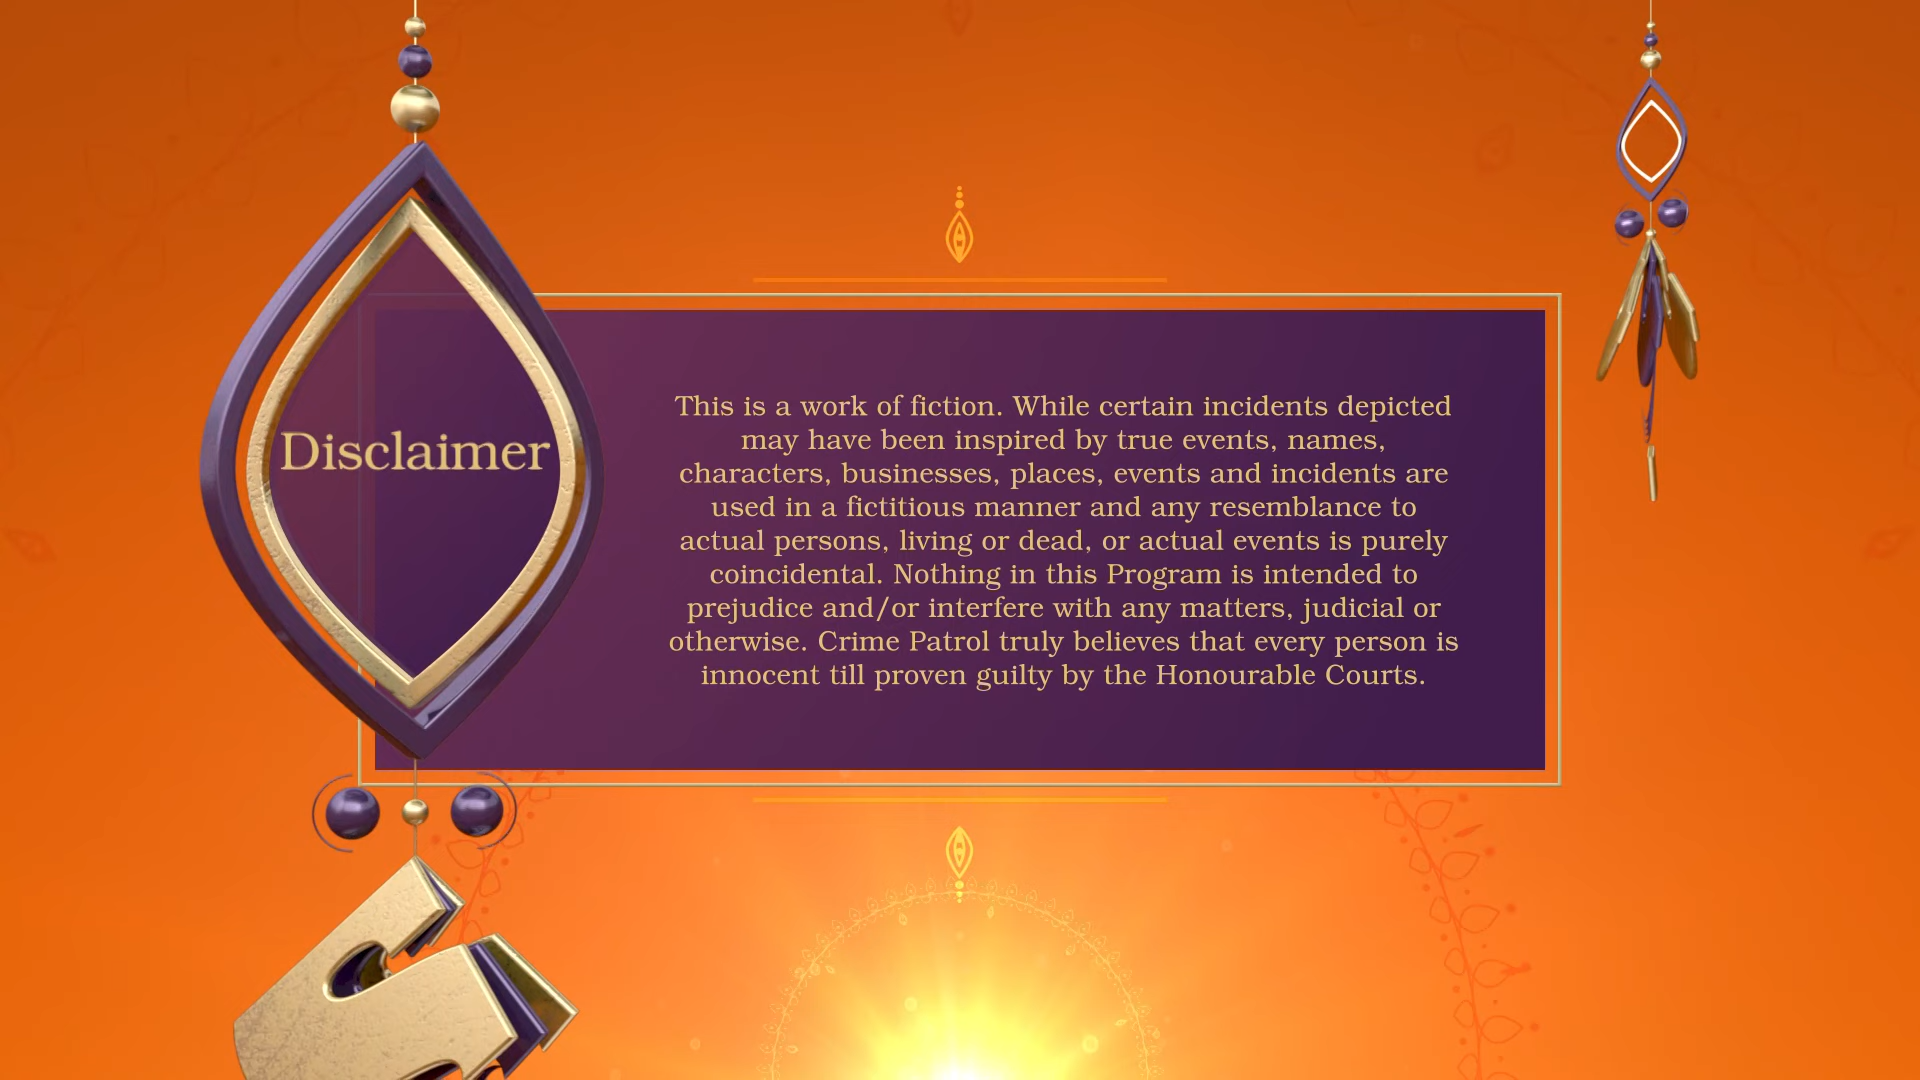 Disclaimer
This is a work of fiction. While certain incidents depicted
may have been inspired by true events, names,
characters, businesses, places, events and incidents are
used in a fictitious manner and any resemblance to
actual persons, living or dead, or actual events is purely
coincidental. Nothing in this Program is intended to
prejudice and/or interfere with any matters, judicial or
otherwise. Crime Patrol truly believes that every person is
innocent till proven guilty by the Honourable Courts.